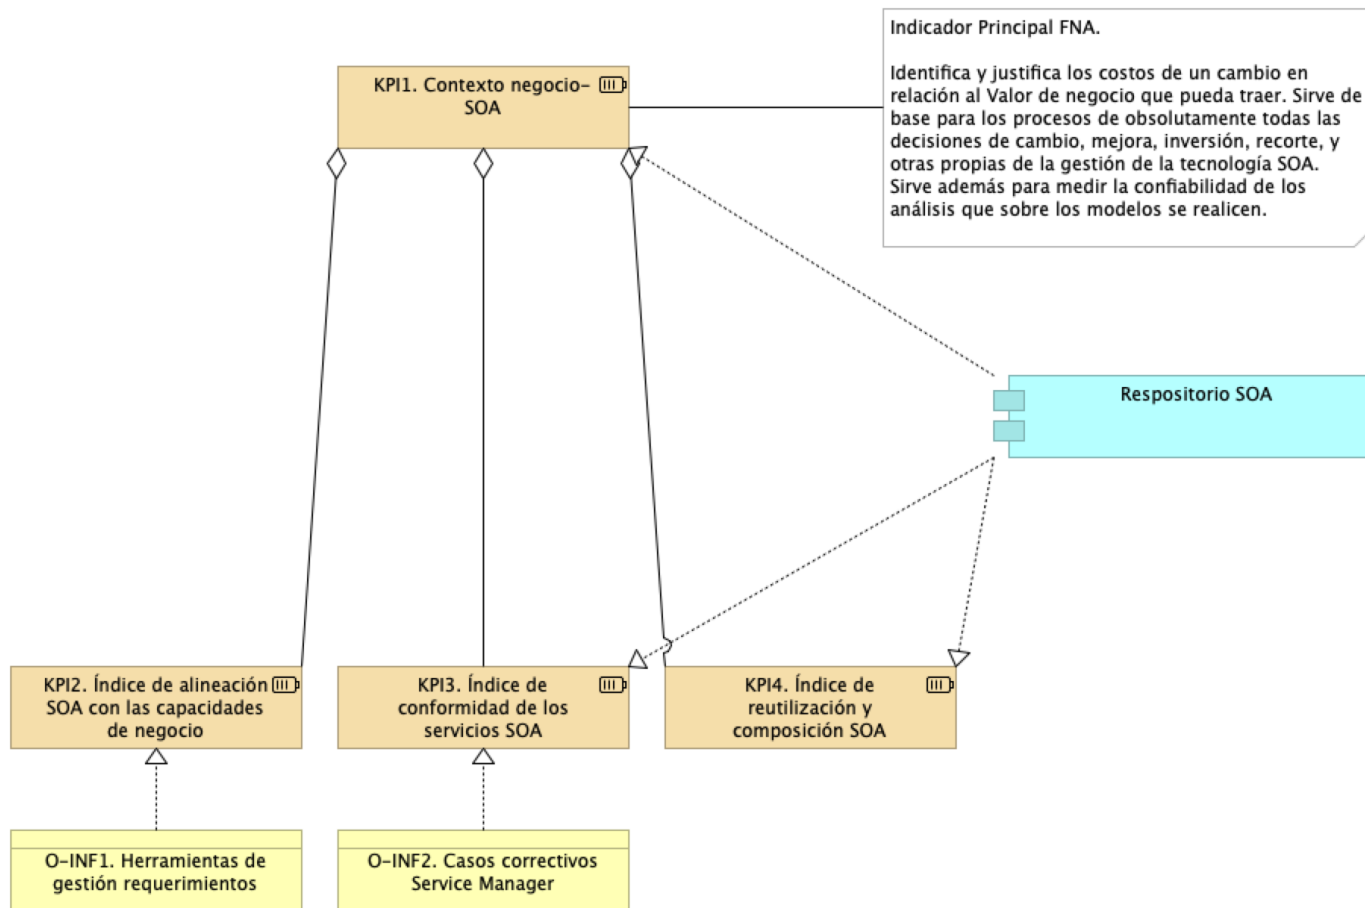 Indicador Principal FNA.
Identifica y justifica los costos de un cambio en
relación al Valor de negocio que pueda traer. Sirve de
base para los procesos de obsolutamente todas las
decisiones de cambio, mejora, inversión, recorte, y
otras propias de la gestión de la tecnología SOA.
Sirve además para medir la confiabilidad de los
análisis que sobre los modelos se realicen.
KPI1. Contexto negocio-
SOA
Respositorio SOA
KPI2. Índice de alineación
SOA con las capacidades
de negocio
KPI3. Índice de
conformidad de los
servicios SOA
KPI4. Índice de
reutilización y
composición SOA
O-INF1. Herramientas de
gestión requerimientos
O-INF2. Casos correctivos
Service Manager